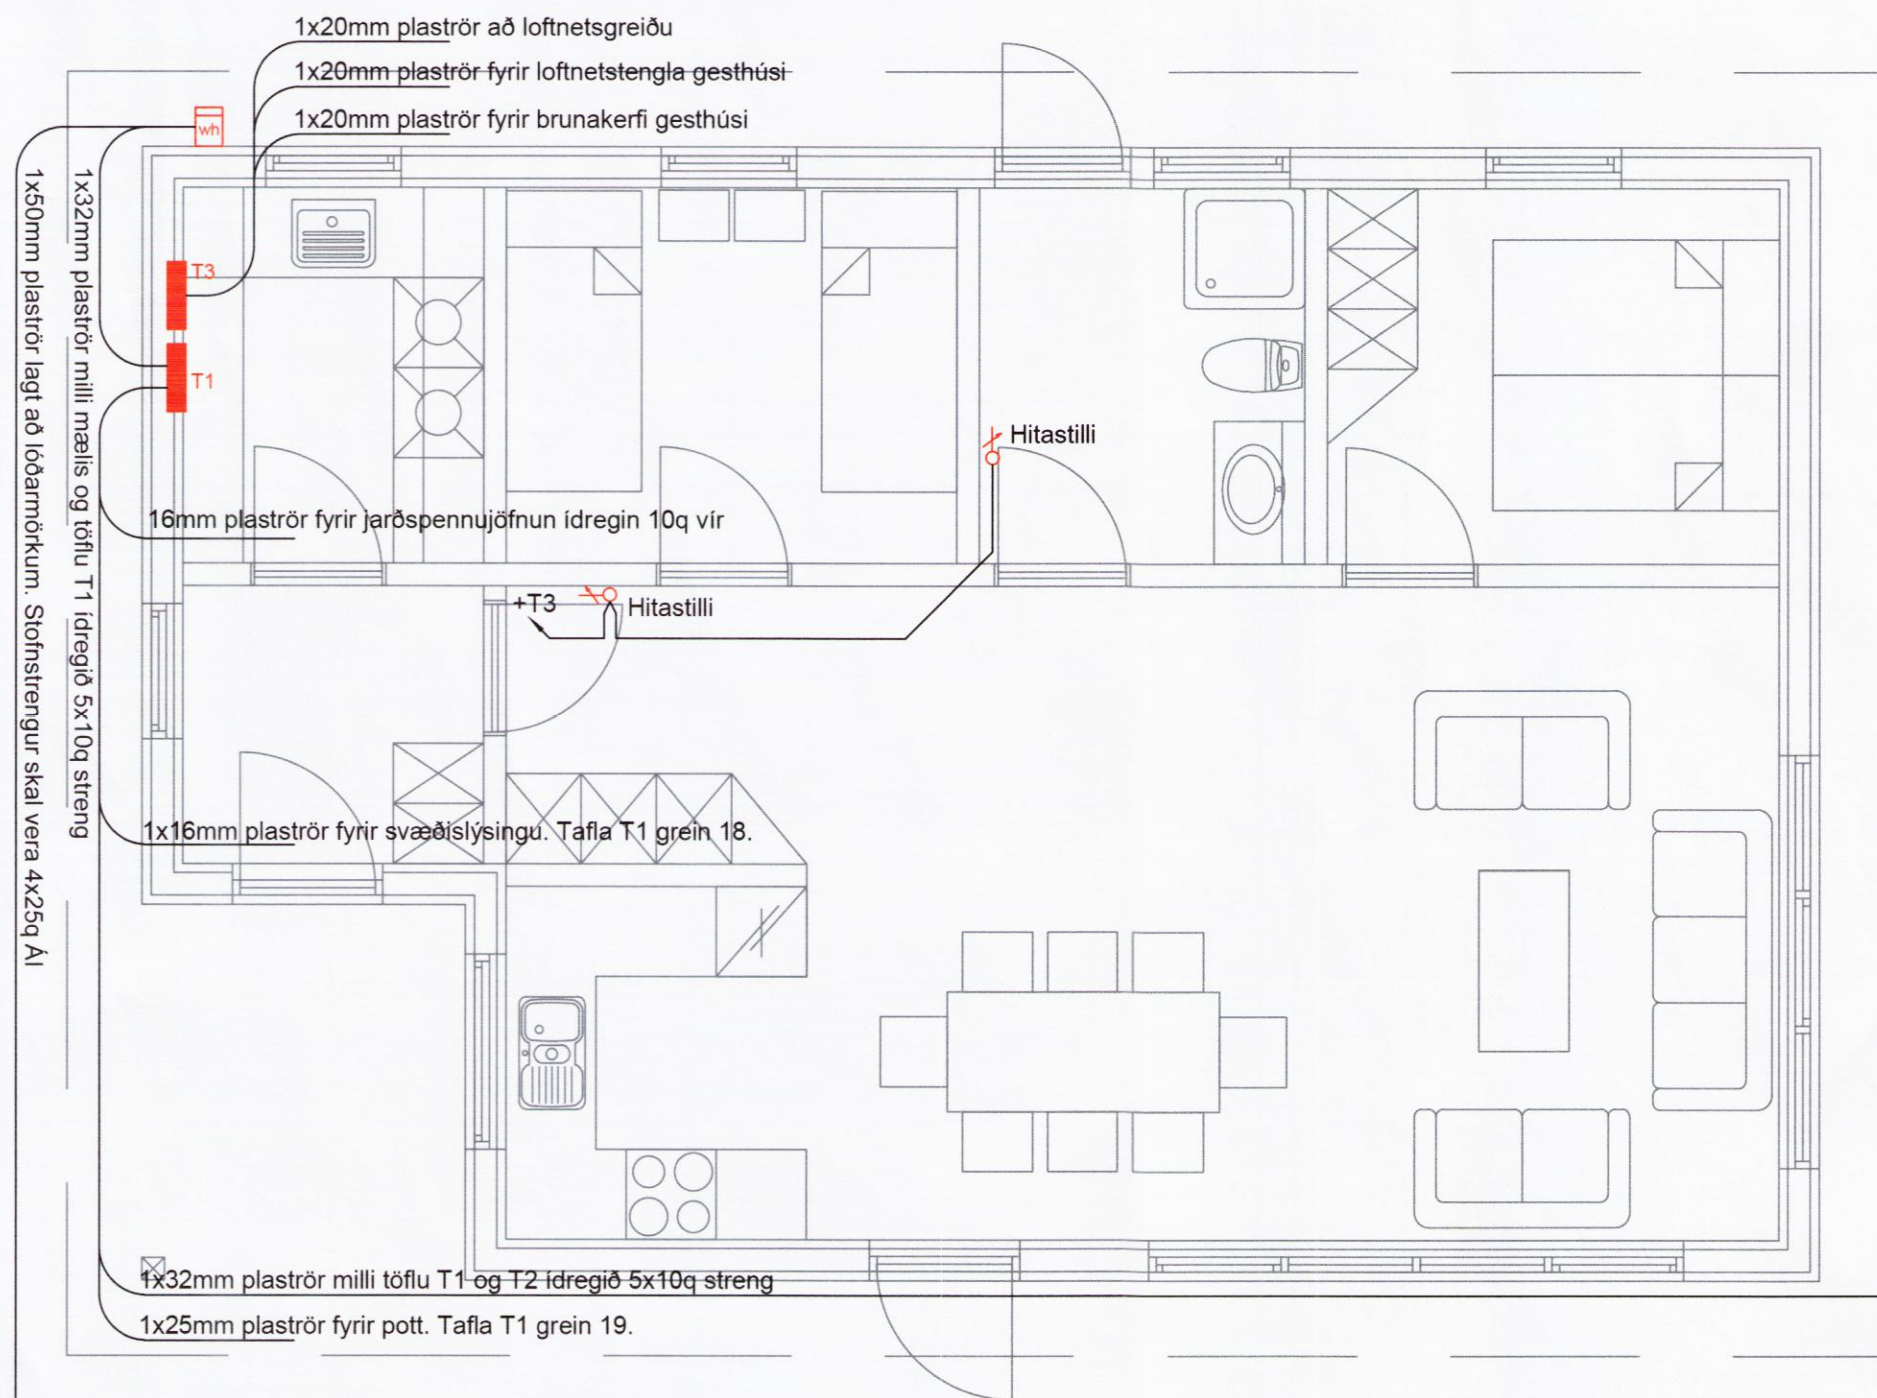 1x20mm plaströr að loftnetsgreiðu
1x20mm plaströr fyrir loftnetstengla gesthúsi
1x20mm plaströr fyrir brunakerfi gesthúsi
wh
1x50mm plaströr lagt að lóðarmörkum. Stofnstrengur skal vera 4x25q Ál
1x32mm plaströr milli mælis og töflu T1 ídregið 5x10q streng
T3
T1
Hitastilli
16mm plaströr fyrir jarðspennujöfnun ídregin 10q vír
+T3
Hitastilli
1x16mm plaströr fyrir svæðislýsingu. Tafla T1 grein 18.
1x32mm plaströr milli töflu T1 og T2 ídregið 5x10q streng
1x25mm plaströr fyrir pott. Tafla T1 grein 19.